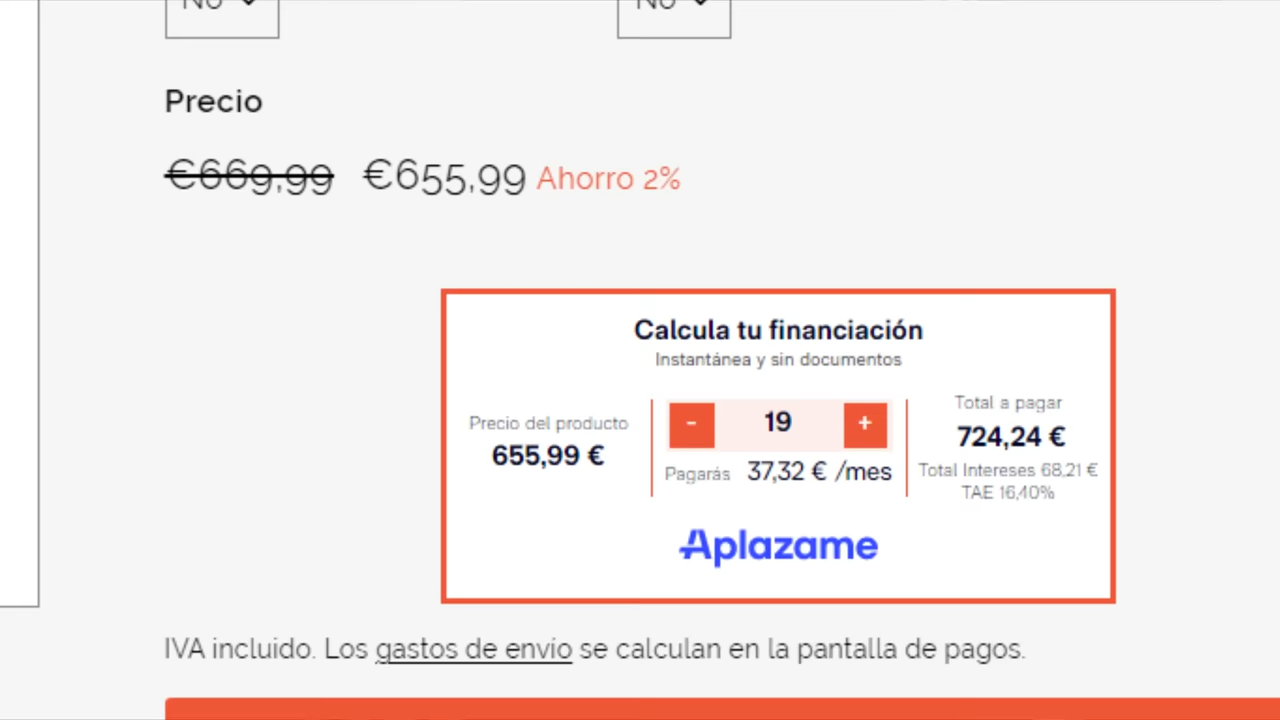 No No
Precio
€669,99 €655,99 Ahorro 2%
Calcula tu financiación
Instantánea y sin documentos
Precio del producto
655,99 €
- 19 +
Pagarás 37,32 € /mes
Total a pagar
724,24 €
Total Intereses 68,21 €
TAE 16,40%
Aplazame
IVA incluido. Los gastos de envío se calculan en la pantalla de pagos.